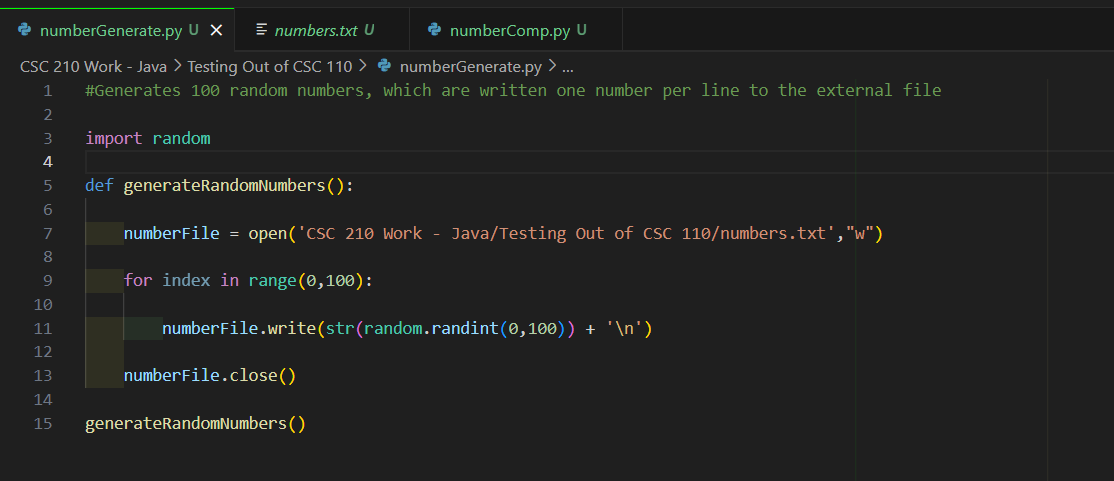 numberGenerate.py U numbers.txt U numberComp.py U
CSC 210 Work - Java > Testing Out of CSC 110 > numberGenerate.py > ...
1 #Generates 100 random numbers, which are written one number per line to the external file
2
3 import random
4
5 def generateRandomNumbers():
6
7     numberFile = open('CSC 210 Work - Java/Testing Out of CSC 110/numbers.txt',"w")
8
9     for index in range(0,100):
10
11         numberFile.write(str(random.randint(0,100)) + '\n')
12
13     numberFile.close()
14
15 generateRandomNumbers()